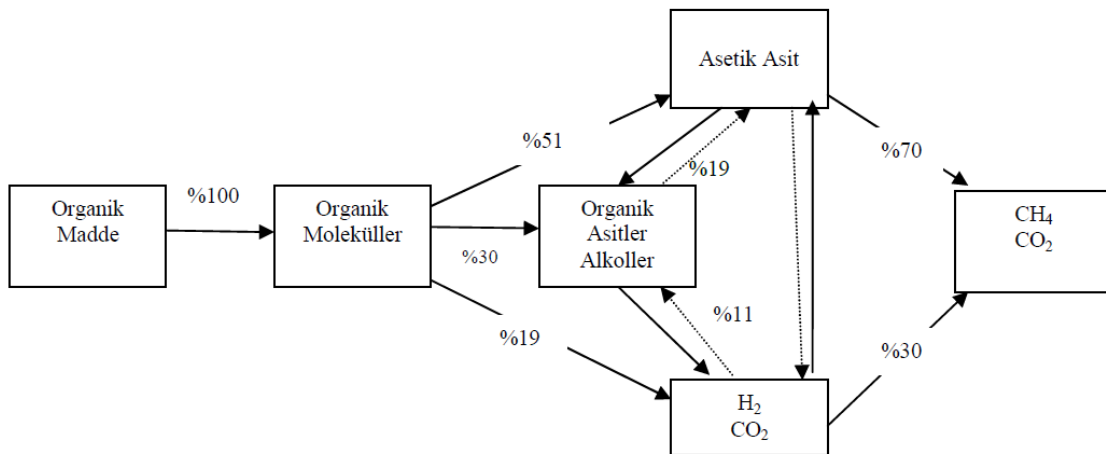 Asetik Asit
%51
%70
%19
%100
Organik
Madde
Organik
Moleküller
Organik
Asitler
Alkoller
CH₄
CO₂
%30
%11
%19
%30
H₂
CO₂